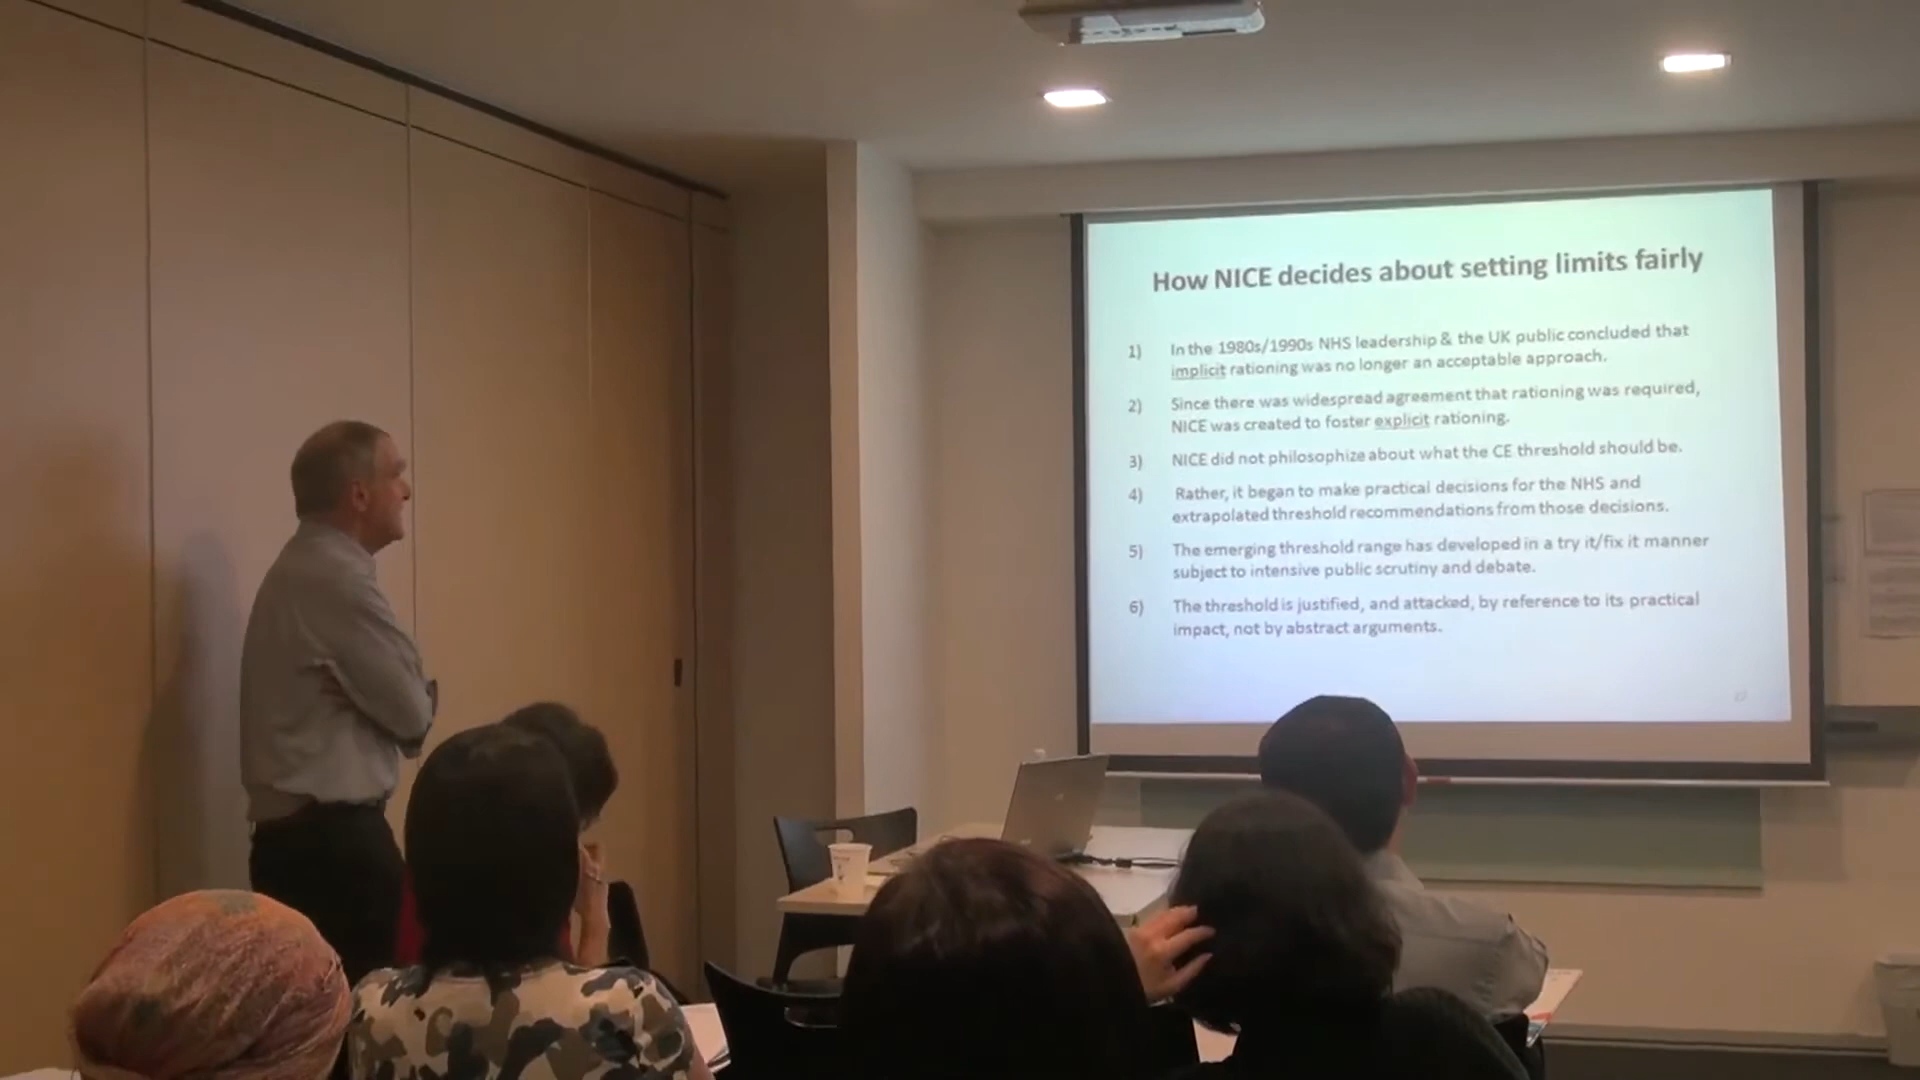 How NICE decides about setting limits fairly
1) In the 1980s/1990s NHS leadership & the UK public concluded that
implicit rationing was no longer an acceptable approach.
2) Since there was widespread agreement that rationing was required,
NICE was created to foster explicit rationing.
3) NICE did not philosophize about what the CE threshold should be.
4) Rather, it began to make practical decisions for the NHS and
extrapolated threshold recommendations from those decisions.
5) The emerging threshold range has developed in a try it/fix it manner
subject to intensive public scrutiny and debate.
6) The threshold is justified, and attacked, by reference to its practical
impact, not by abstract arguments.